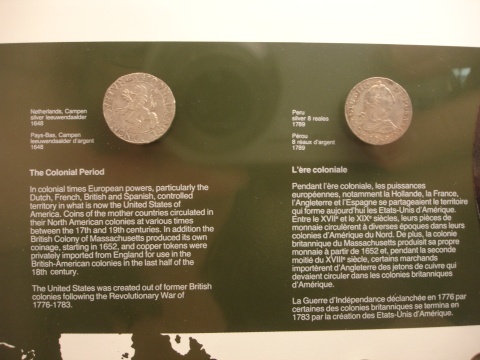 Netherlands, Campen
silver leeuwendaalder
1648
Pays-Bas, Campen
leeuwendaalder d'argent
1648
The Colonial Period
In colonial times European powers, particularly the
Dutch, French, British and Spanish, controlled
territory in what is now the United States of
America. Coins of the mother countries circulated in
their North American colonies at various times
between the 17th and 19th centuries. In addition the
British Colony of Massachusetts produced its own
coinage, starting in 1652, and copper tokens were
privately imported from England for use in the
British-American colonies in the last half of the
18th century.
The United States was created out of former British
colonies following the Revolutionary War of
1776-1783.
Peru
silver 8 reales
1789
Pérou
8 reaux d'argent
1789
L'ère coloniale
Pendant l'ère coloniale, les puissances
européennes, notamment la Hollande, la France,
l'Angleterre et l'Espagne se partageaient le territoire
qui forme aujourd'hui les Etats-Unis d'Amérique.
Entre le XVIIe et le XIXe siècles, leurs pièces de
monnaie circulèrent à diverses époques dans leurs
colonies d'Amérique du Nord. De plus, la colonie
britannique du Massachusetts produisit sa propre
monnaie à partir de 1652 et, pendant la seconde
moitié du XVIIIe siècle, certains marchands
importèrent d'Angleterre des jetons de cuivre qui
devaient circuler dans les colonies britanniques
d'Amérique.
La Guerre d'Indépendance déclanchée en 1776 par
certaines des colonies britanniques se termina en
1783 par la création des Etats-Unis d'Amérique.